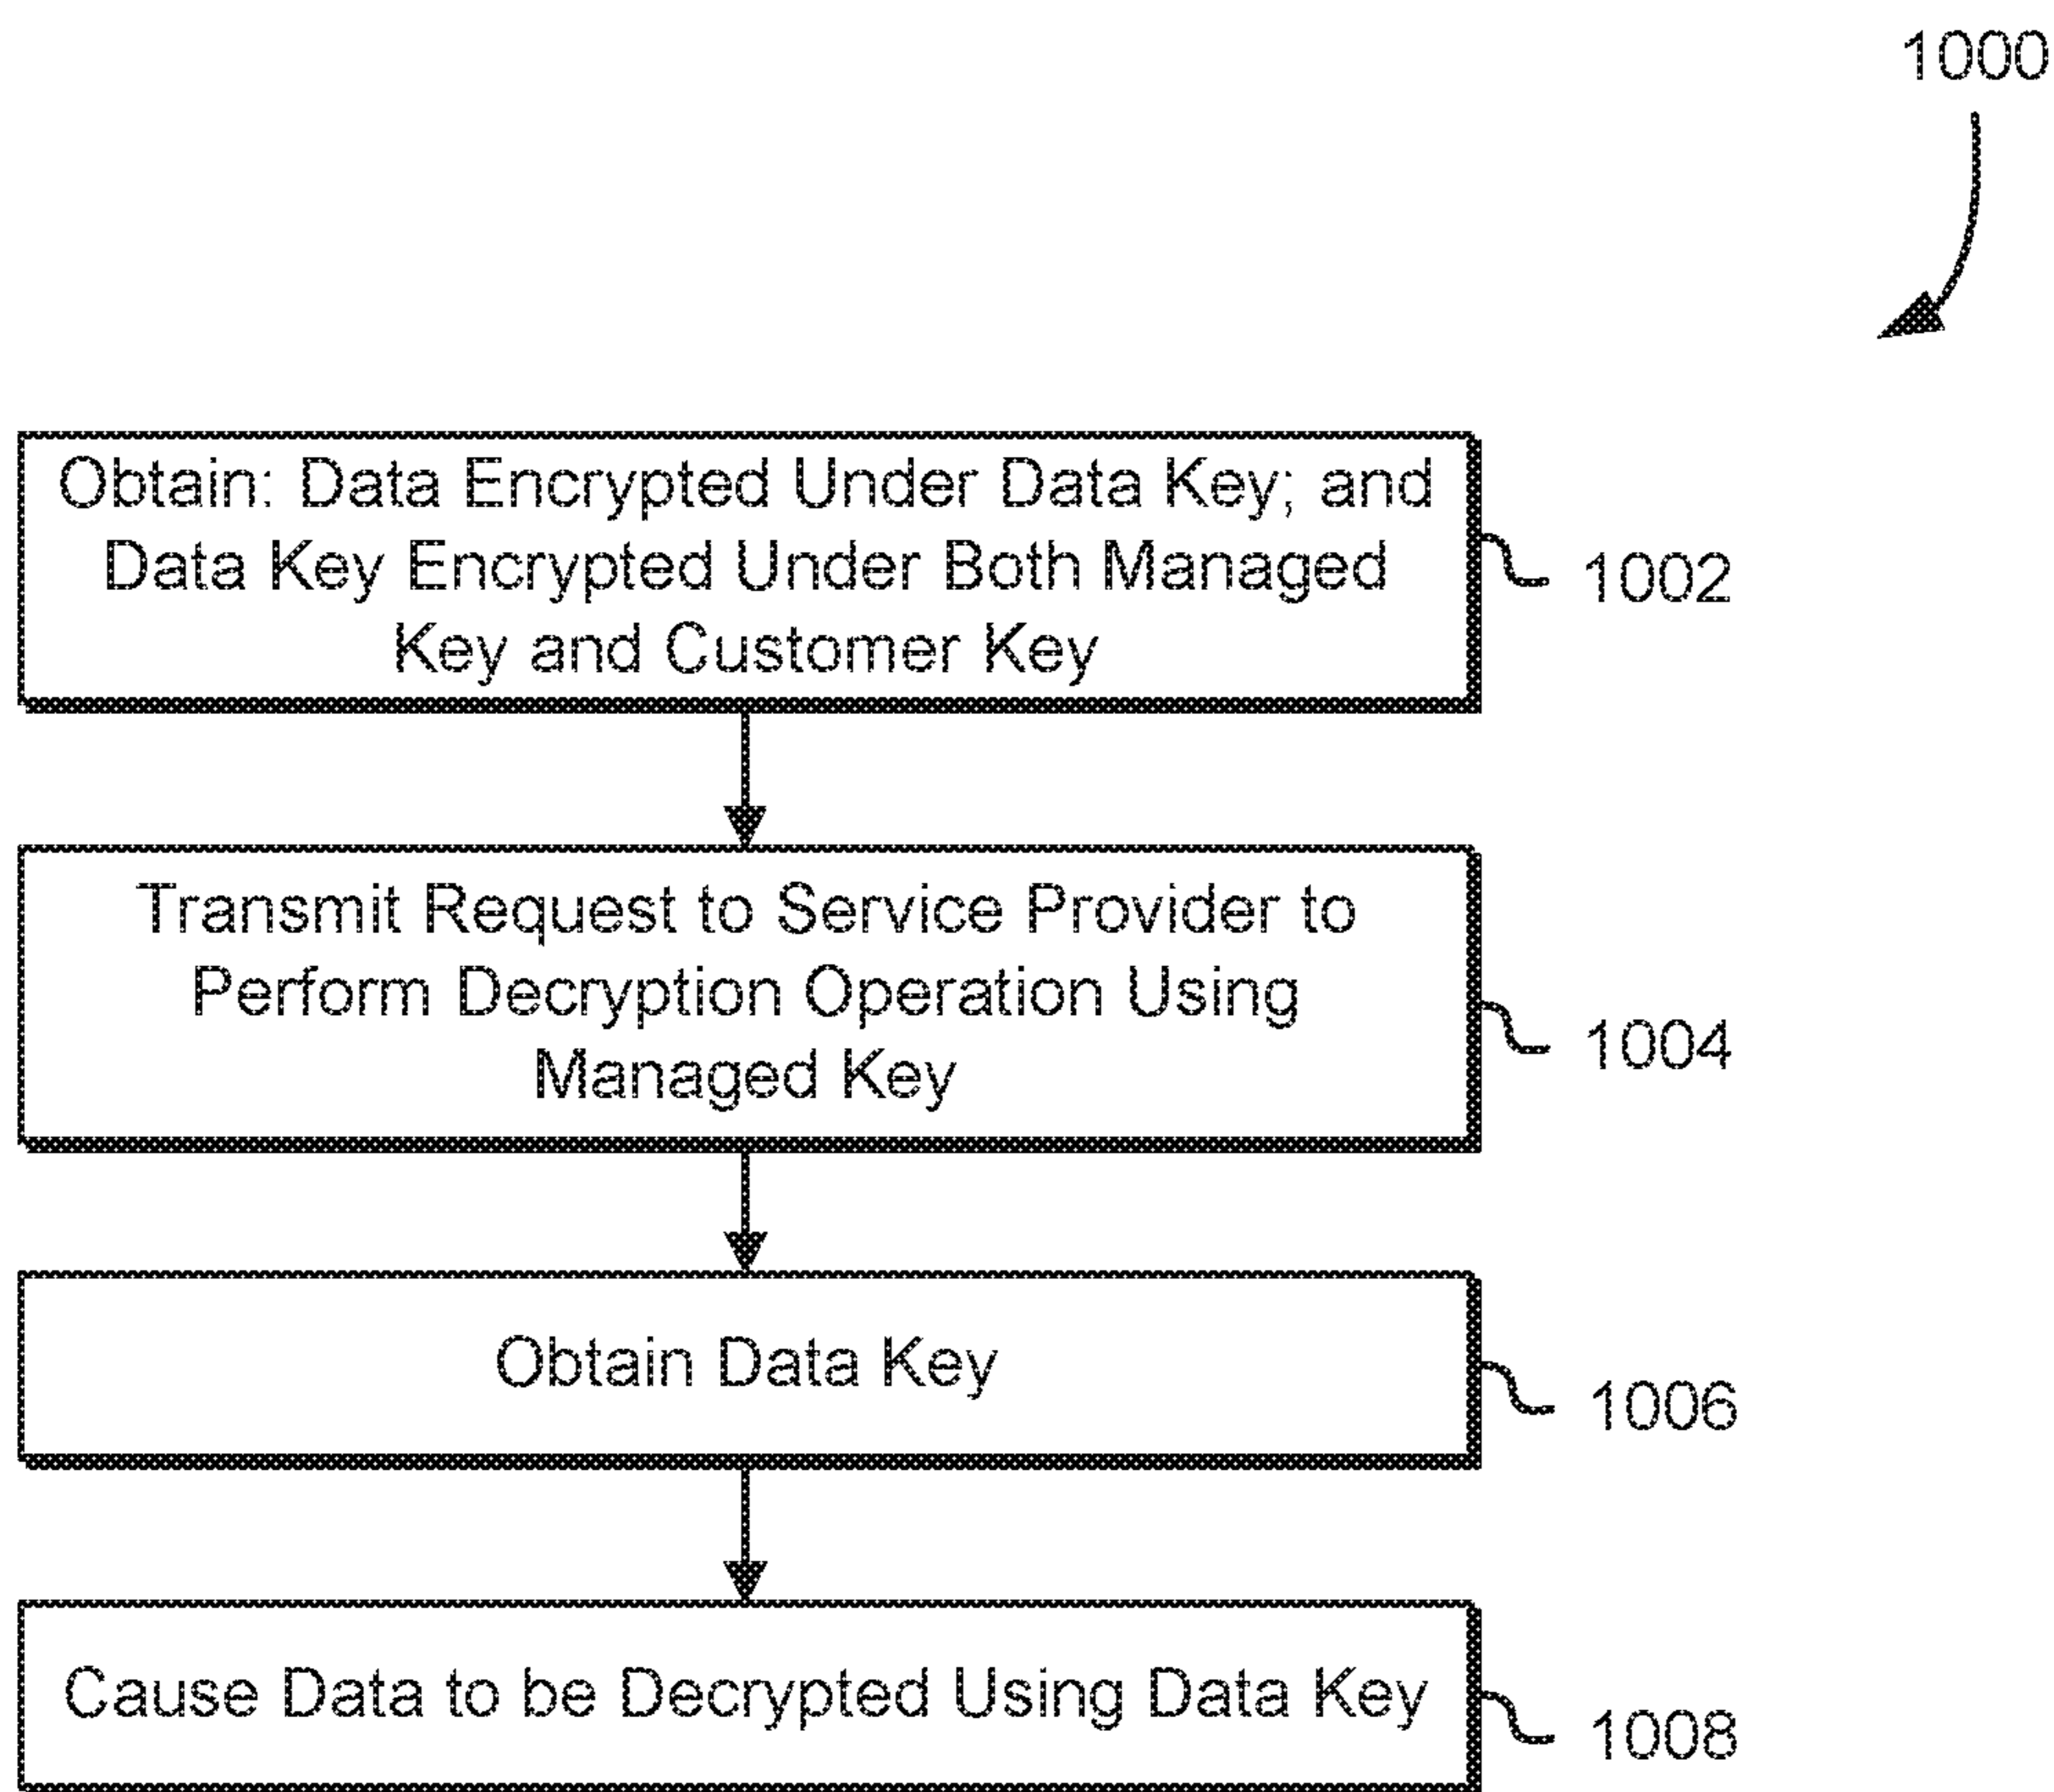 1000
Obtain: Data Encrypted Under Data Key; and
Data Key Encrypted Under Both Managed
Key and Customer Key
1002
Transmit Request to Service Provider to
Perform Decryption Operation Using
Managed Key
1004
Obtain Data Key
1006
Cause Data to be Decrypted Using Data Key
1008